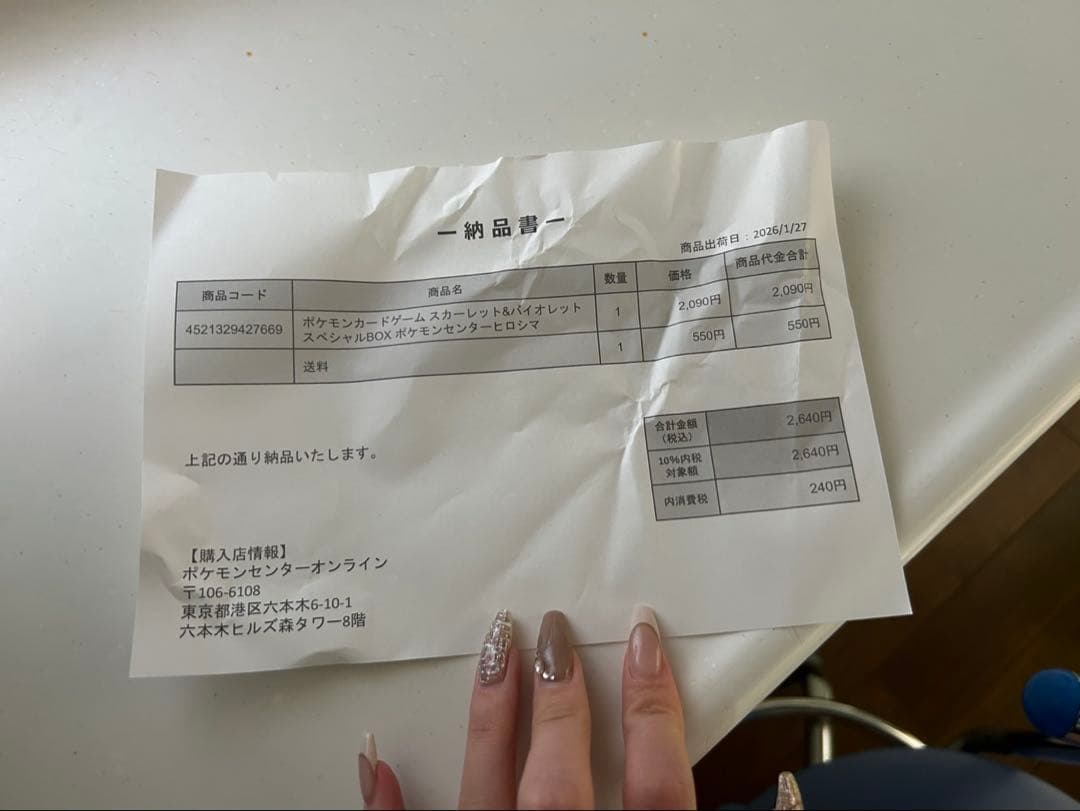 ー納品書ー
商品出荷日：2026/1/27
商品コード 商品名 数量 価格 商品代金合計
4521329427669 ポケモンカードゲーム スカーレット&バイオレット
スペシャルBOX ポケモンセンターヒロシマ 1 2,090円 2,090円
送料 1 550円 550円
合計金額
（税込） 2,640円
10%内税
対象額 2,640円
内消費税 240円
上記の通り納品いたします。
【購入店情報】
ポケモンセンターオンライン
〒106-6108
東京都港区六本木6-10-1
六本木ヒルズ森タワー8階